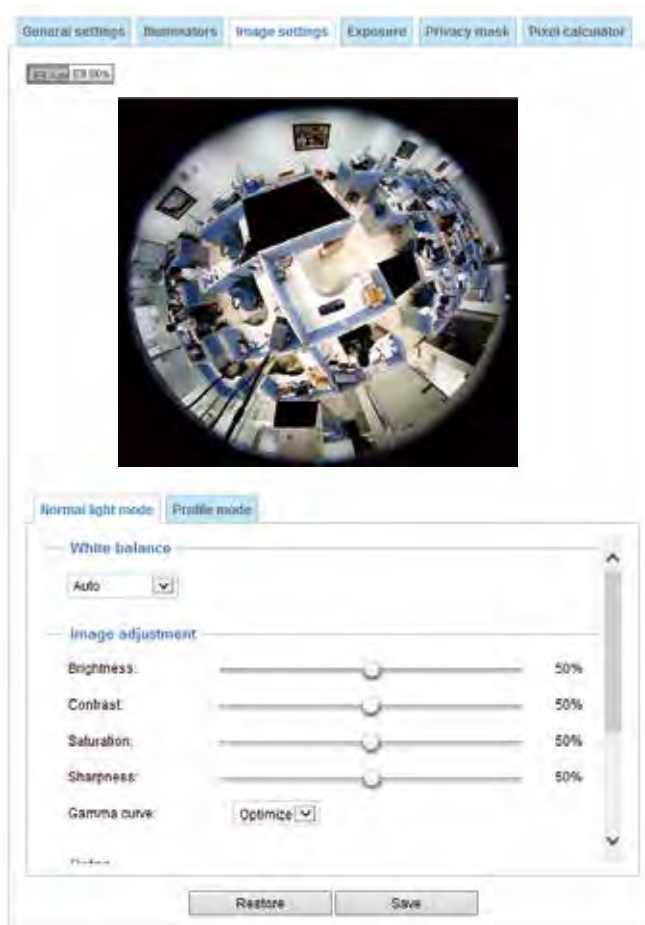 General settings Illuminators Image settings Exposure Privacy mask Pixel calculator
Normal light mode Profile mode
White balance
Auto
Image adjustment
Brightness: 50%
Contrast: 50%
Saturation: 50%
Sharpness: 50%
Gamma curve: Optimize
Restore Save